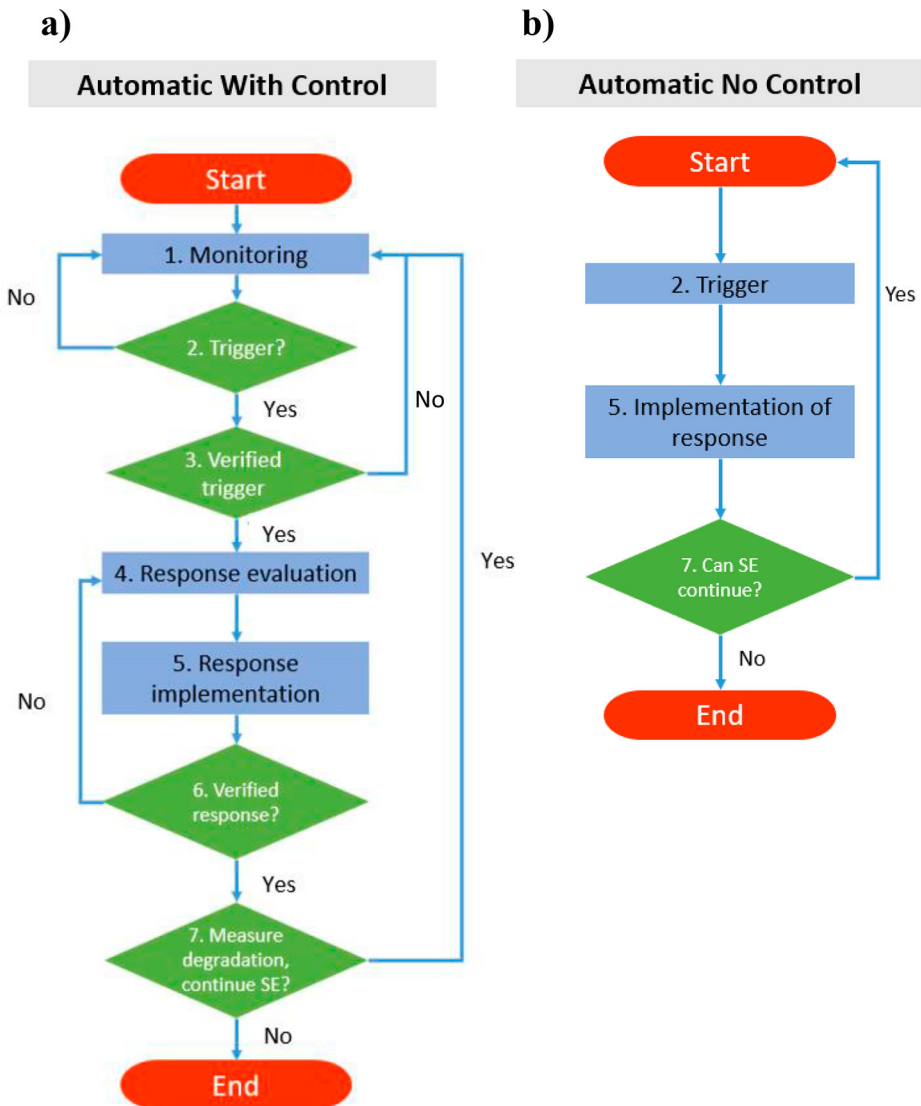 a)
Automatic With Control
Start
1. Monitoring
No
2. Trigger?
Yes
No
3. Verified
trigger
Yes
4. Response evaluation
Yes
5. Response
implementation
No
6. Verified
response?
Yes
7. Measure
degradation,
continue SE?
No
End
b)
Automatic No Control
Start
2. Trigger
Yes
5. Implementation of
response
7. Can SE
continue?
No
End